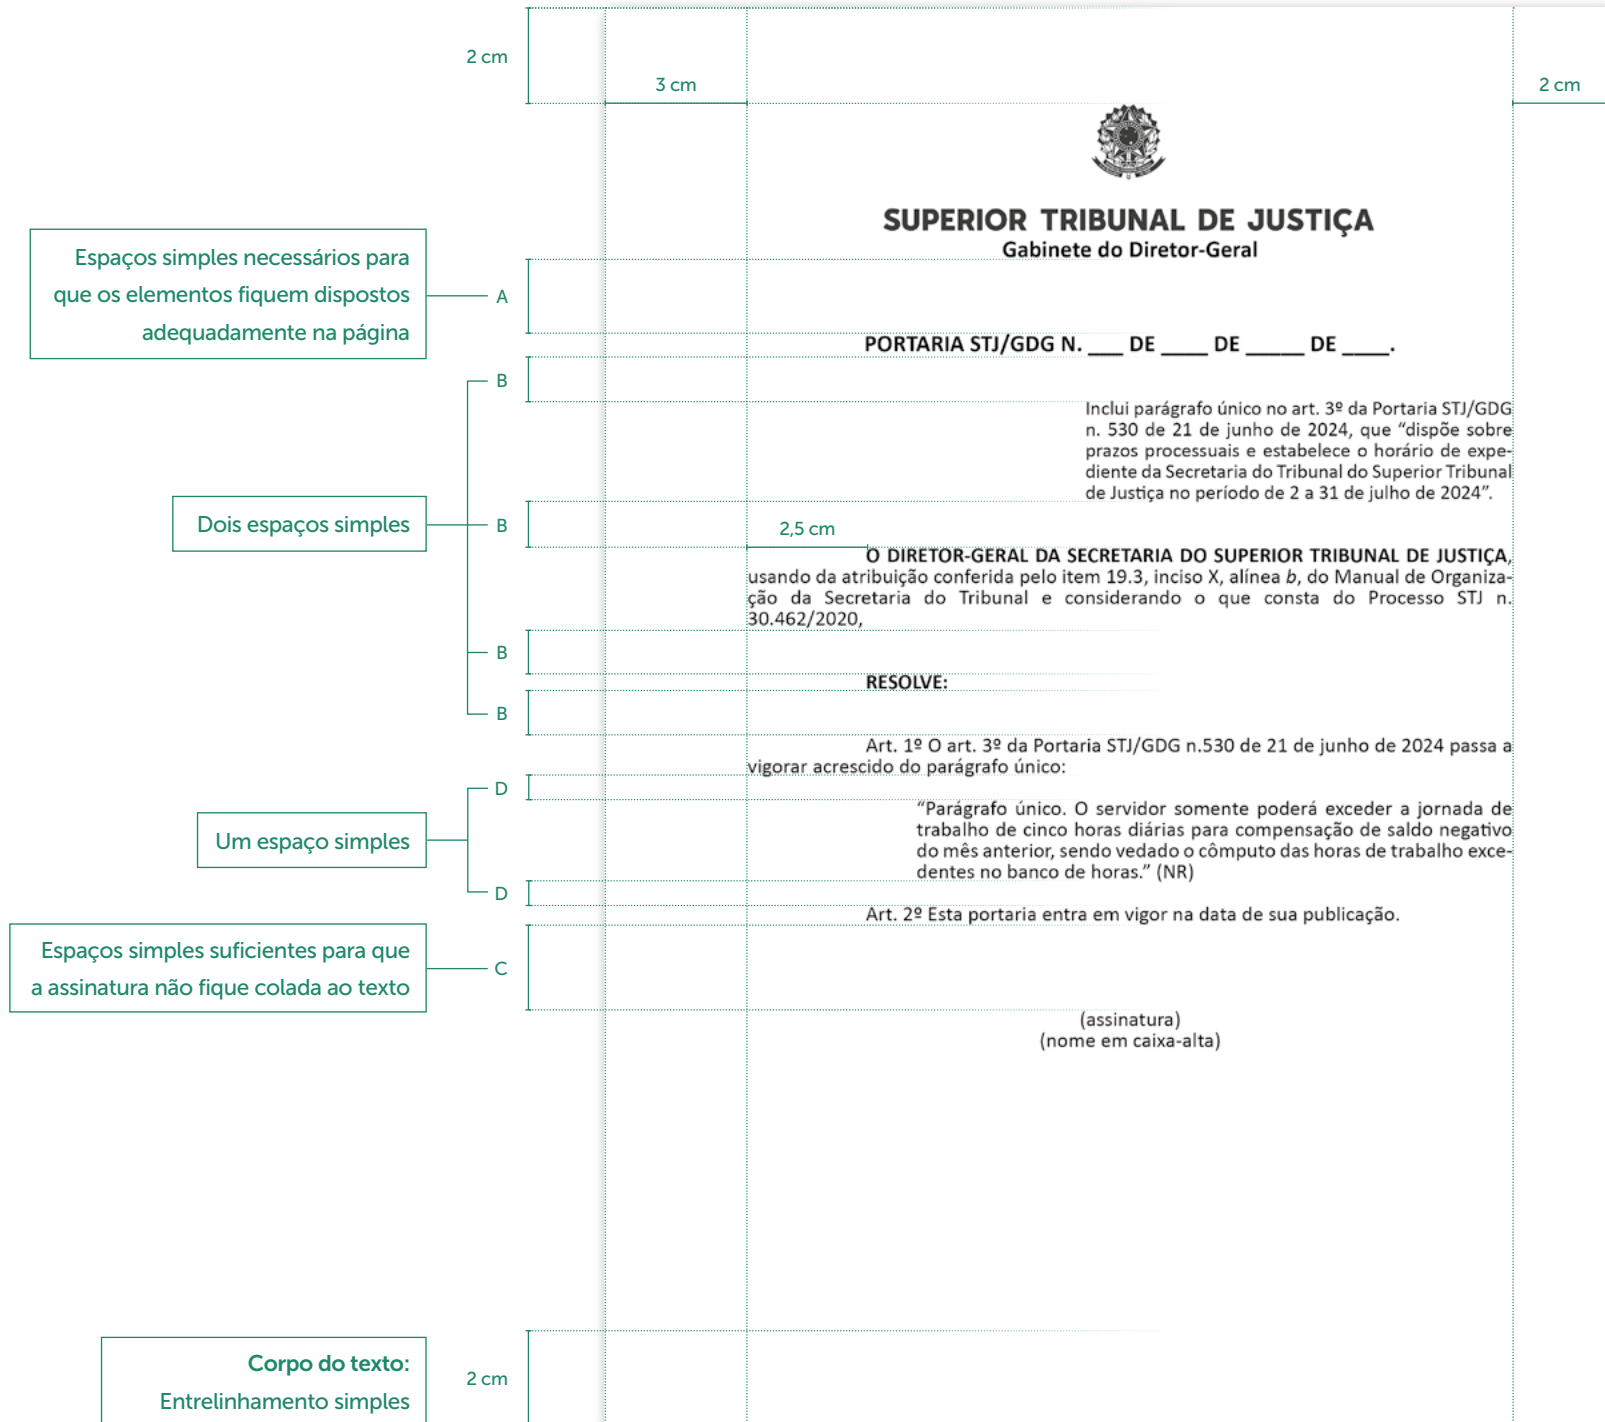 2 cm
3 cm
2 cm
SUPERIOR TRIBUNAL DE JUSTIÇA
Gabinete do Diretor-Geral
Espaços simples necessários para
que os elementos fiquem dispostos
adequadamente na página
A
PORTARIA STJ/GDG N. ___ DE ____ DE _____ DE ____.
B
Inclui parágrafo único no art. 3º da Portaria STJ/GDG
n. 530 de 21 de junho de 2024, que “dispõe sobre
prazos processuais e estabelece o horário de expe-
diente da Secretaria do Tribunal do Superior Tribunal
de Justiça no período de 2 a 31 de julho de 2024”.
Dois espaços simples
B
2,5 cm
O DIRETOR-GERAL DA SECRETARIA DO SUPERIOR TRIBUNAL DE JUSTIÇA,
usando da atribuição conferida pelo item 19.3, inciso X, alínea b, do Manual de Organiza-
ção da Secretaria do Tribunal e considerando o que consta do Processo STJ n.
30.462/2020,
B
RESOLVE:
B
Art. 1º O art. 3º da Portaria STJ/GDG n.530 de 21 de junho de 2024 passa a
vigorar acrescido do parágrafo único:
D
Um espaço simples
“Parágrafo único. O servidor somente poderá exceder a jornada de
trabalho de cinco horas diárias para compensação de saldo negativo
do mês anterior, sendo vedado o cômputo das horas de trabalho exce-
dentes no banco de horas.” (NR)
D
Art. 2º Esta portaria entra em vigor na data de sua publicação.
Espaços simples suficientes para que
a assinatura não fique colada ao texto
C
(assinatura)
(nome em caixa-alta)
Corpo do texto:
Entrelinhamento simples
2 cm